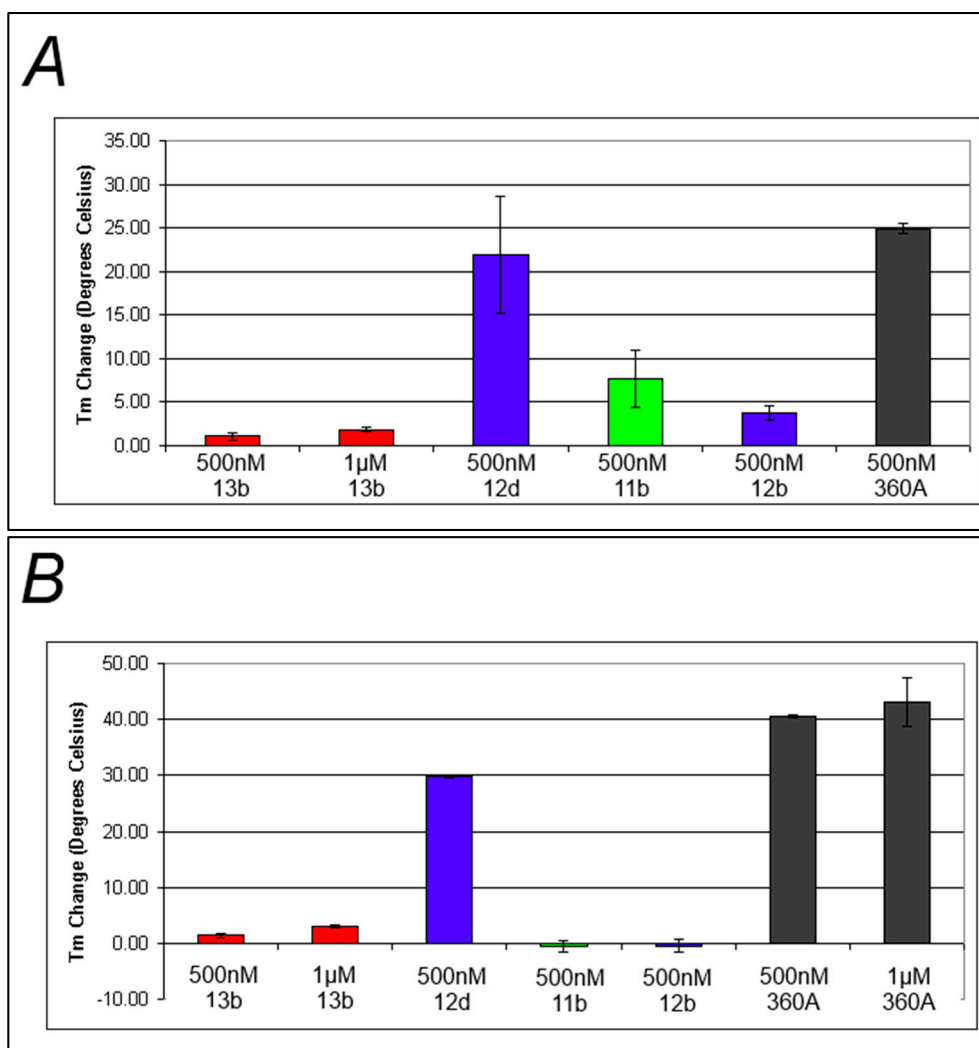 A
Tm Change (Degrees Celsius)
35.00
30.00
25.00
20.00
15.00
10.00
5.00
0.00
500nM 1µM 500nM 500nM 500nM 500nM
13b 13b 12d 11b 12b 360A
B
Tm Change (Degrees Celsius)
50.00
40.00
30.00
20.00
10.00
0.00
-10.00
500nM 1µM 500nM 500nM 500nM 500nM 1µM
13b 13b 12d 11b 12b 360A 360A